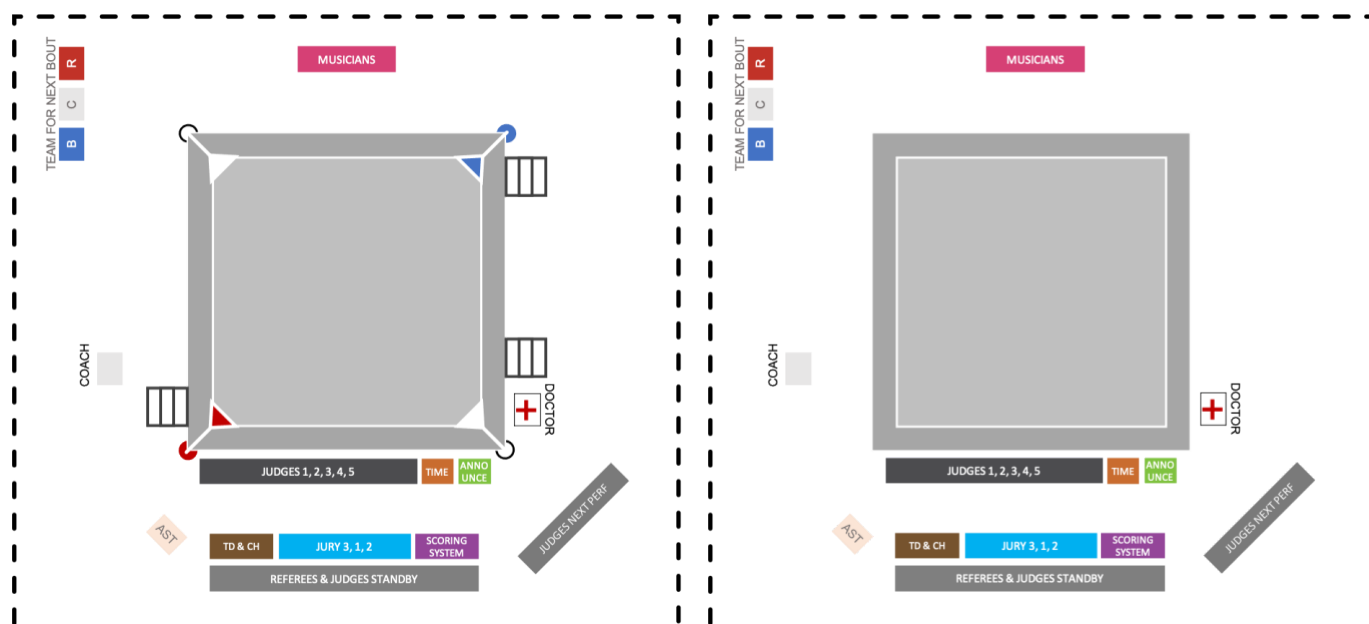 MUSICIANS
TEAM FOR NEXT BOUT
R
C
B
COACH
DOCTOR
JUDGES 1, 2, 3, 4, 5
TIME
ANNO
UNCE
JUDGES NEXT PERF
AST
TD & CH
JURY 3, 1, 2
SCORING
SYSTEM
REFEREES & JUDGES STANDBY
MUSICIANS
TEAM FOR NEXT BOUT
R
C
B
COACH
DOCTOR
JUDGES 1, 2, 3, 4, 5
TIME
ANNO
UNCE
JUDGES NEXT PERF
AST
TD & CH
JURY 3, 1, 2
SCORING
SYSTEM
REFEREES & JUDGES STANDBY